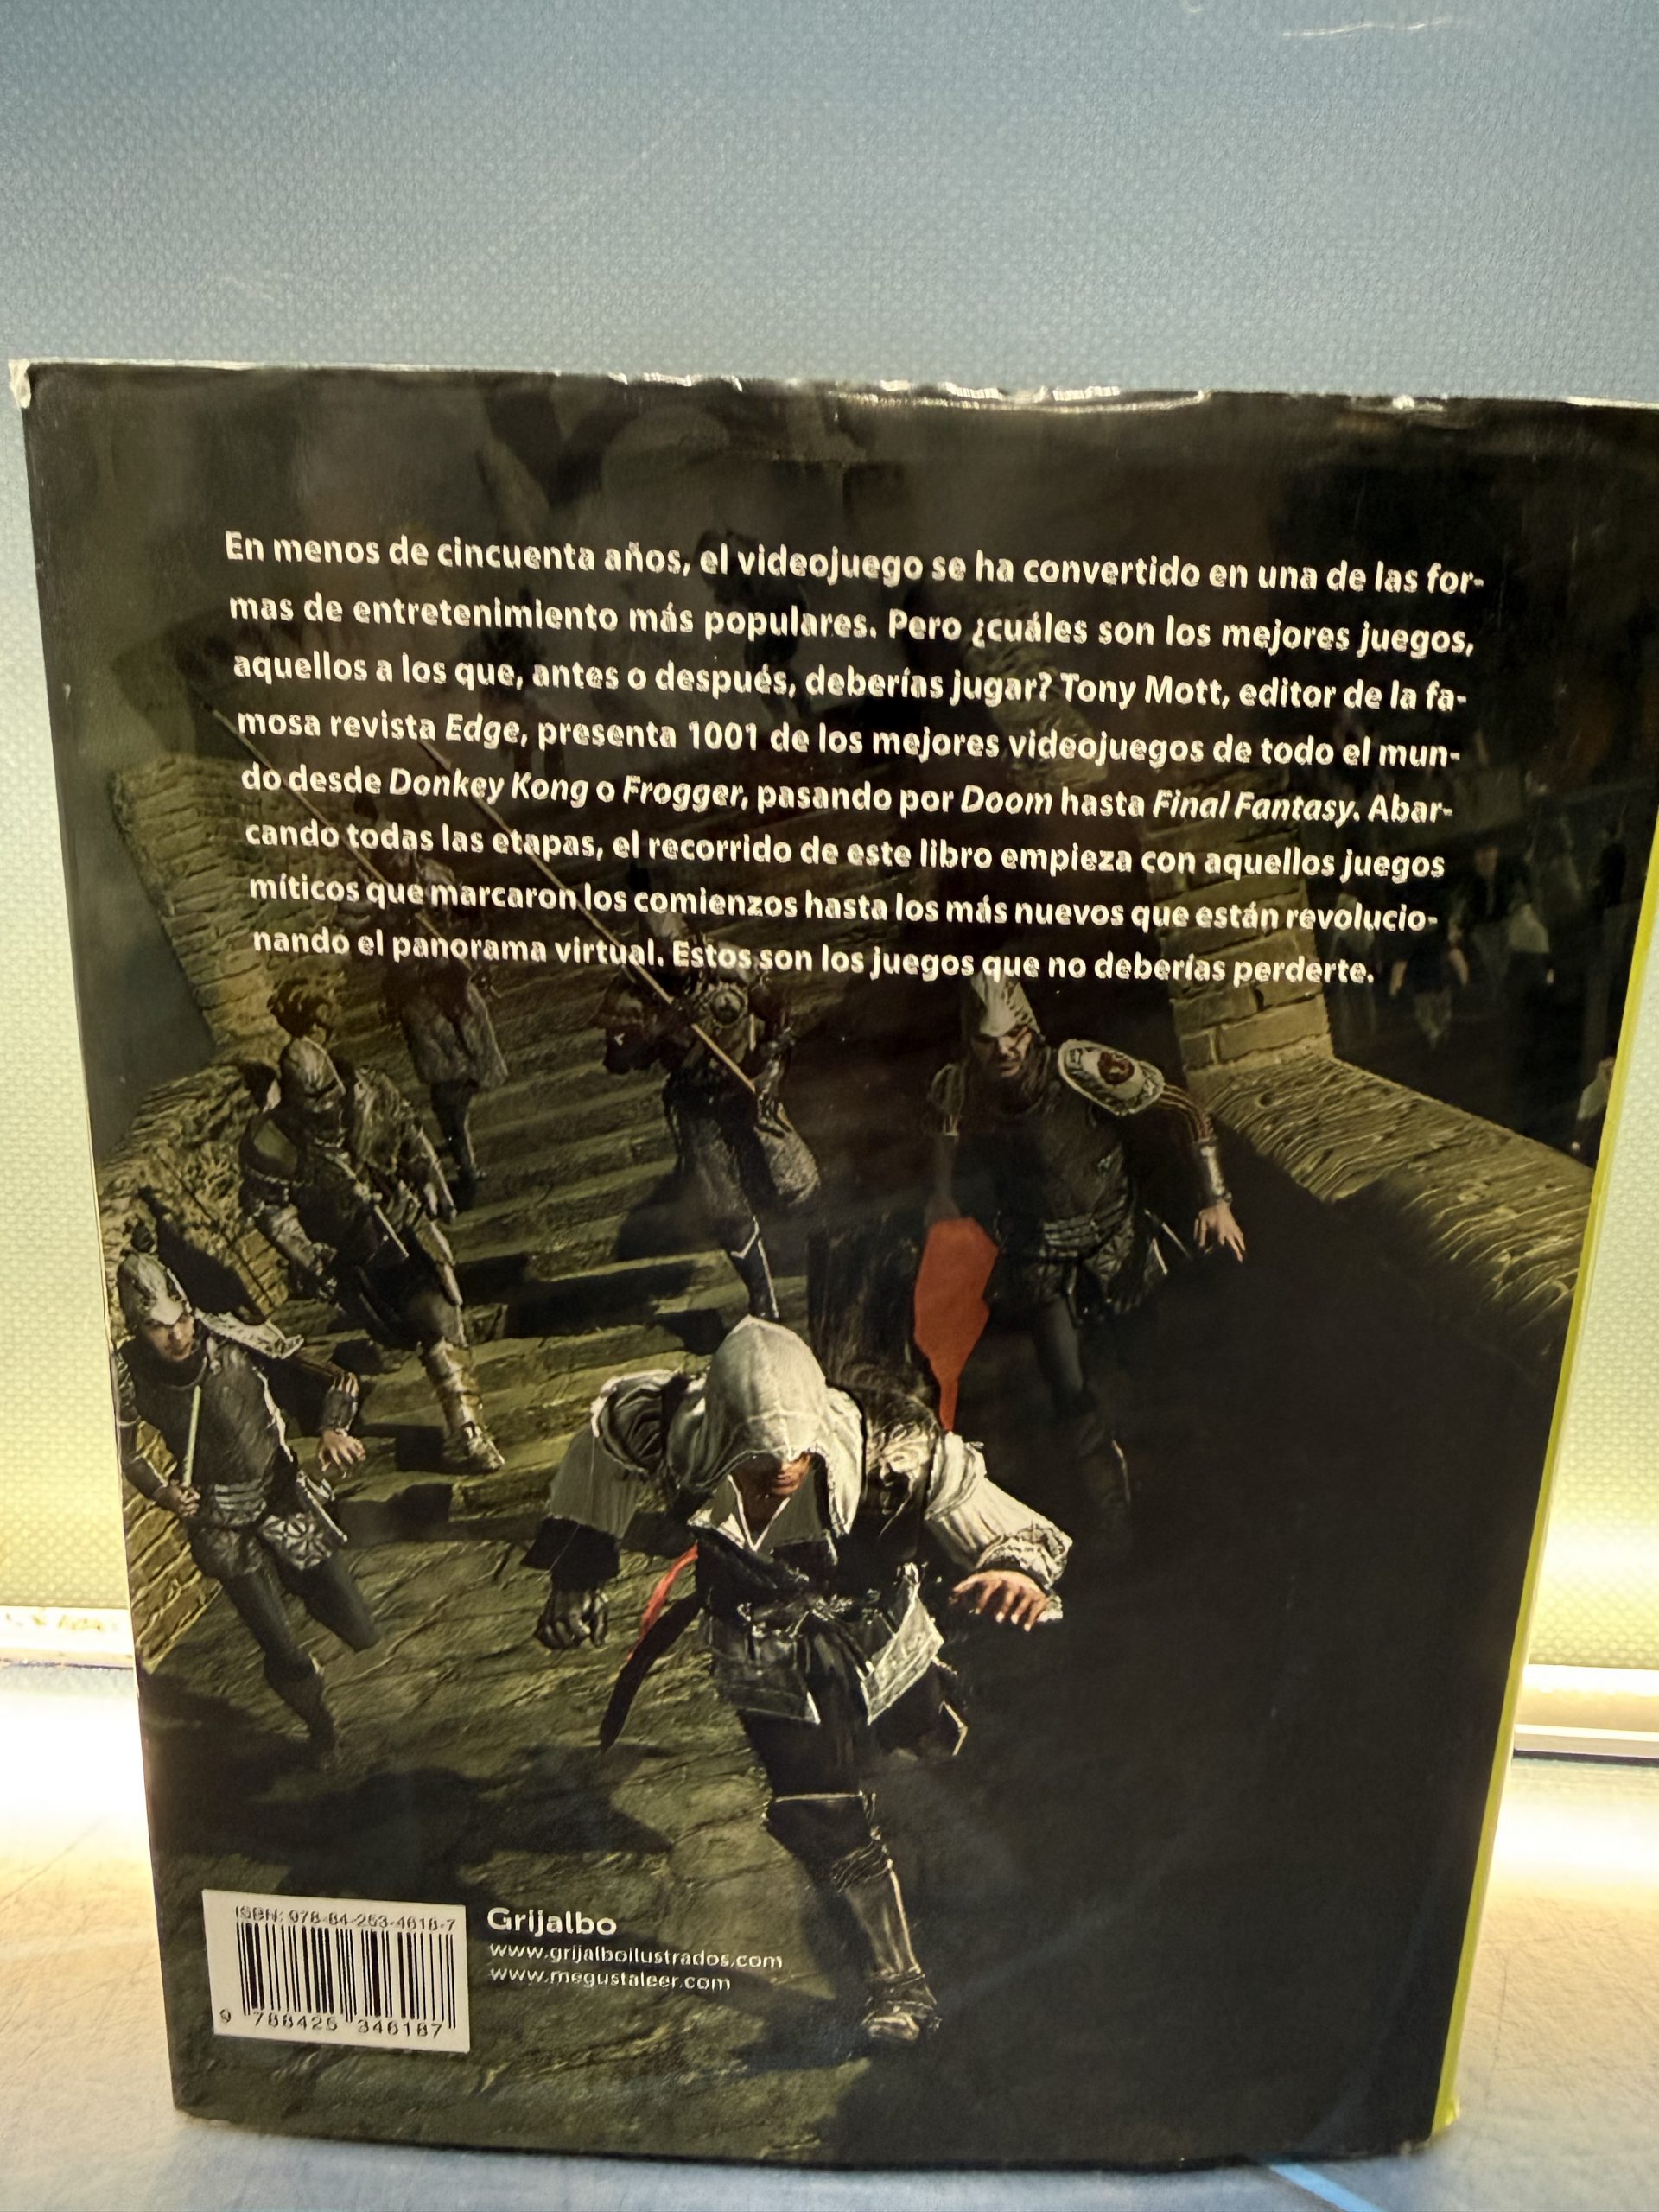 En menos de cincuenta años, el videojuego se ha convertido en una de las for-
mas de entretenimiento más populares. Pero ¿cuáles son los mejores juegos,
aquellos a los que, antes o después, deberías jugar? Tony Mott, editor de la fa-
mosa revista Edge, presenta 1001 de los mejores videojuegos de todo el mun-
do desde Donkey Kong o Frogger, pasando por Doom hasta Final Fantasy. Abar-
cando todas las etapas, el recorrido de este libro empieza con aquellos juegos
míticos que marcaron los comienzos hasta los más nuevos que están revolucio-
nando el panorama virtual. Estos son los juegos que no deberías perderte.
ISBN: 978-84-253-4618-7
9 788425 346187
Grijalbo
www.grijalboilustrados.com
www.megustaleer.com